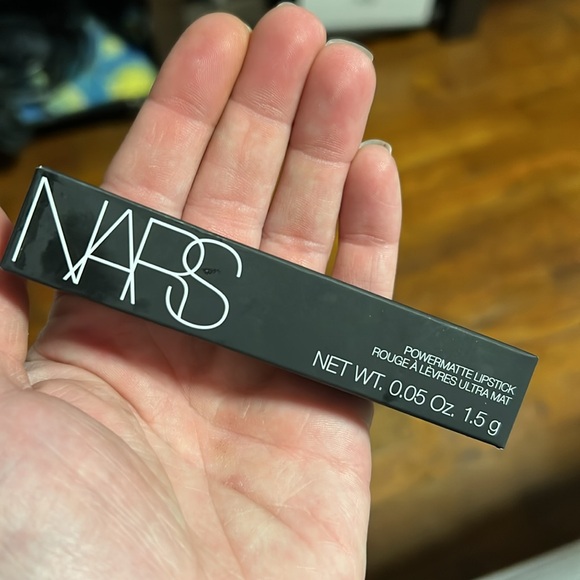 NARS
POWERMATTE LIPSTICK
ROUGE À LÈVRES ULTRA MAT
NET WT. 0.05 Oz. 1.5 g